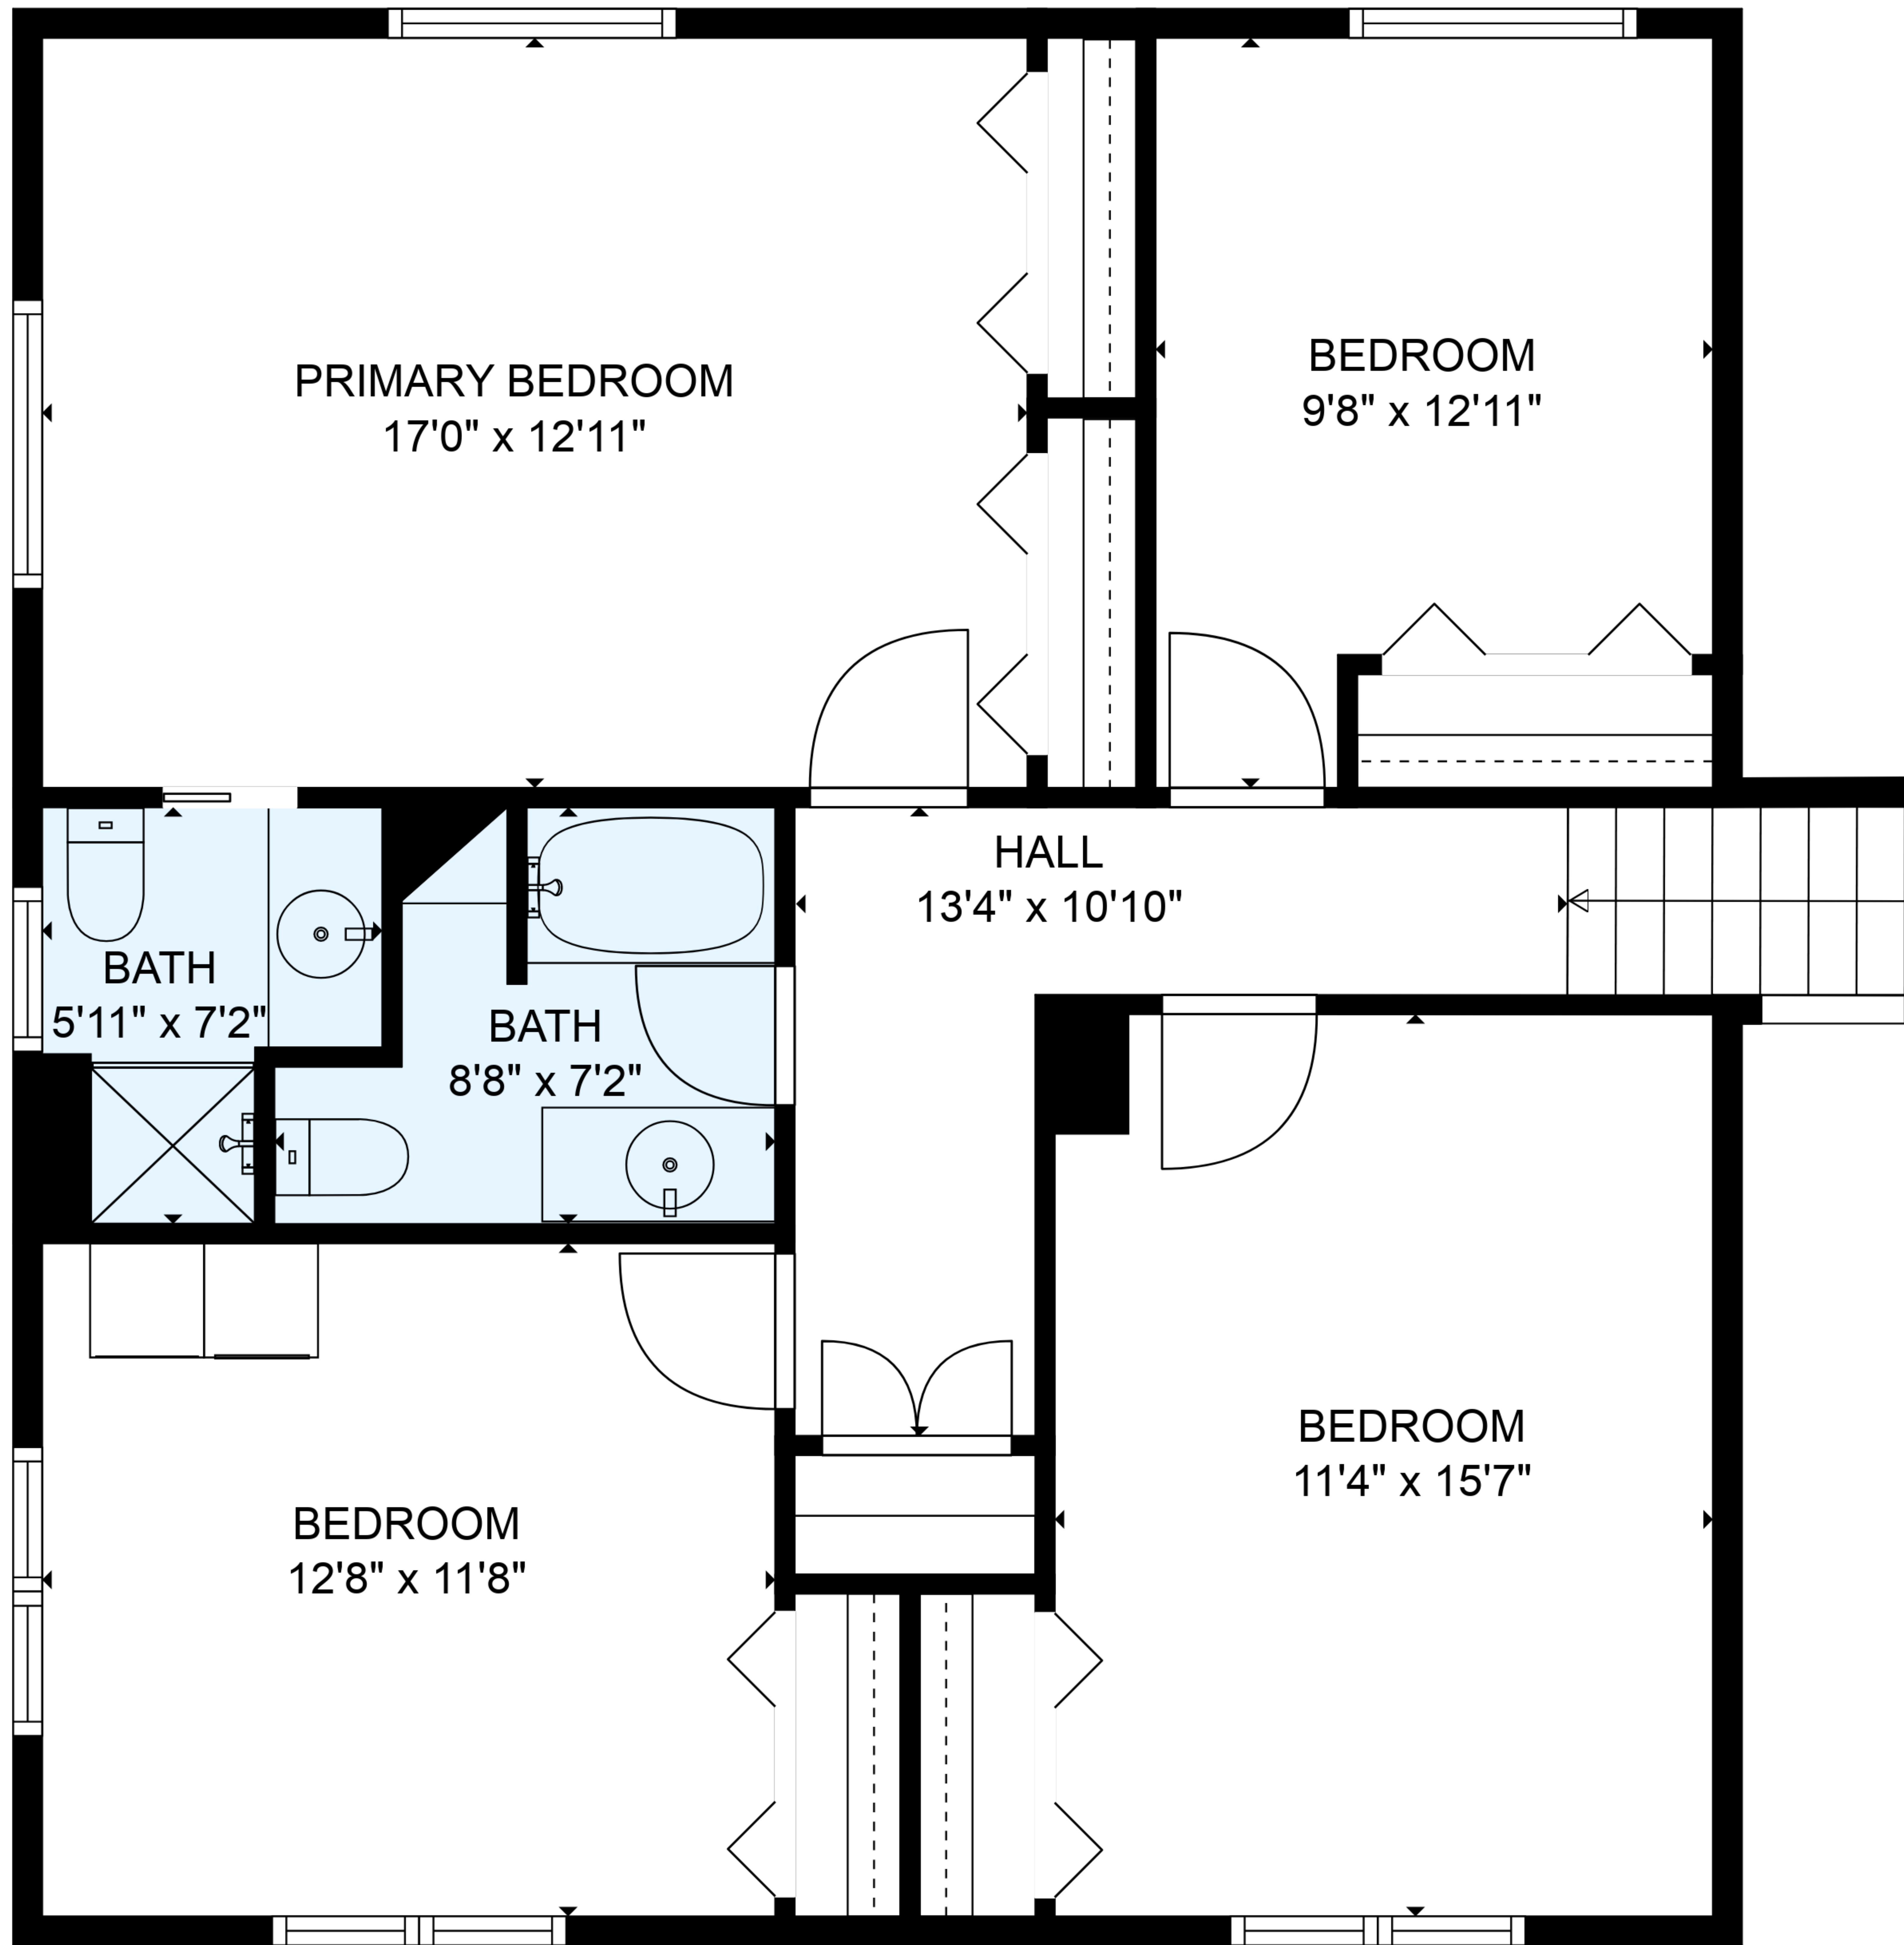 PRIMARY BEDROOM
17'0" x 12'11"
BEDROOM
9'8" x 12'11"
HALL
13'4" x 10'10"
BATH
5'11" x 7'2"
BATH
8'8" x 7'2"
BEDROOM
11'4" x 15'7"
BEDROOM
12'8" x 11'8"